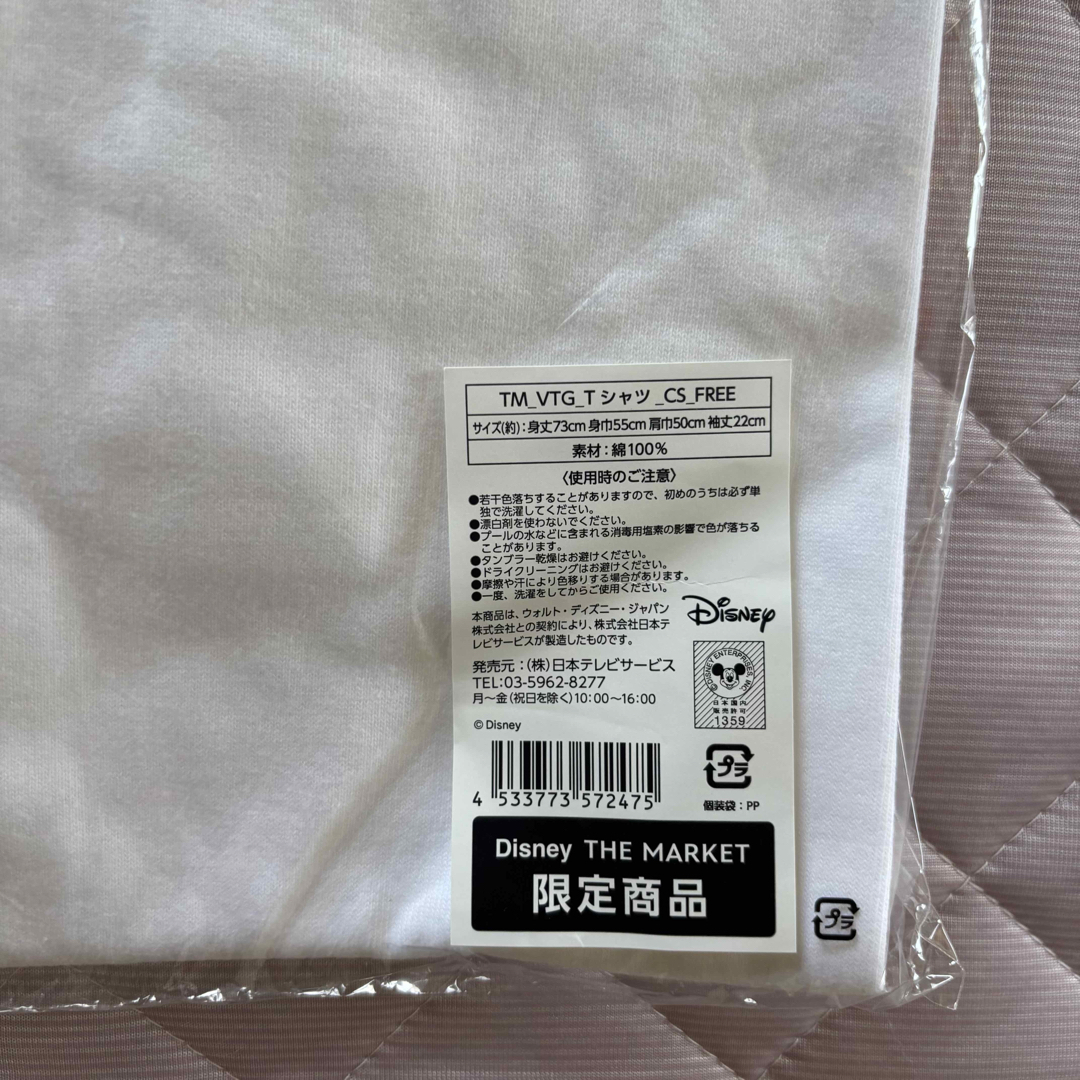 TM_VTG_Tシャツ_CS_FREE
サイズ(約):身丈73cm 身巾55cm 肩巾50cm 袖丈22cm
素材:綿100%
〈使用時のご注意〉
●若干色落ちすることがありますので、初めのうちは必ず単
独で洗濯してください。
●漂白剤を使わないでください。
●プールの水などに含まれる消毒用塩素の影響で色が落ちる
ことがあります。
●タンブラー乾燥はお避けください。
●ドライクリーニングはお避けください。
●摩擦や汗により色移りする場合があります。
●一度、洗濯をしてからご使用ください。
本商品は、ウォルト・ディズニー・ジャパン
株式会社との契約により、株式会社日本テ
レビサービスが製造したものです。
Disney
発売元:(株)日本テレビサービス
TEL:03-5962-8277
月〜金(祝日を除く)10:00〜16:00
©DISNEY ENTERPRISES, INC.
日本国内
販売許可
1359
© Disney
4 533773 572475
プラ
個装袋:PP
Disney THE MARKET
限定商品
プラ